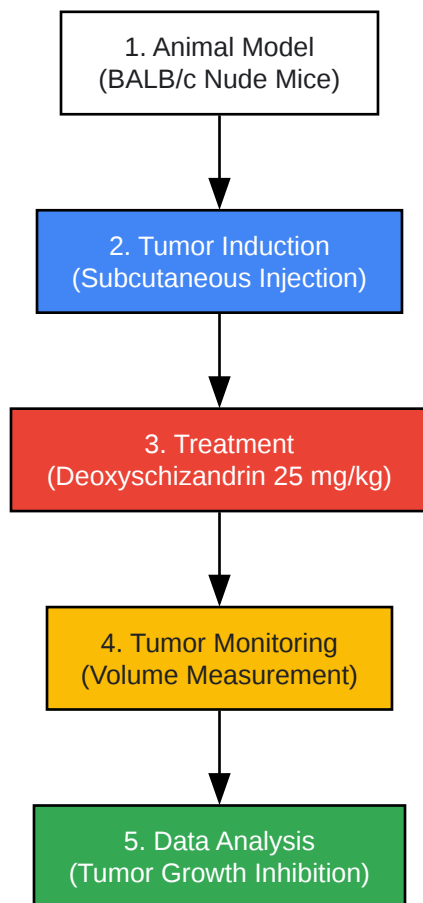 1. Animal Model
(BALB/c Nude Mice)
2. Tumor Induction
(Subcutaneous Injection)
3. Treatment
(Deoxyschizandrin 25 mg/kg)
4. Tumor Monitoring
(Volume Measurement)
5. Data Analysis
(Tumor Growth Inhibition)